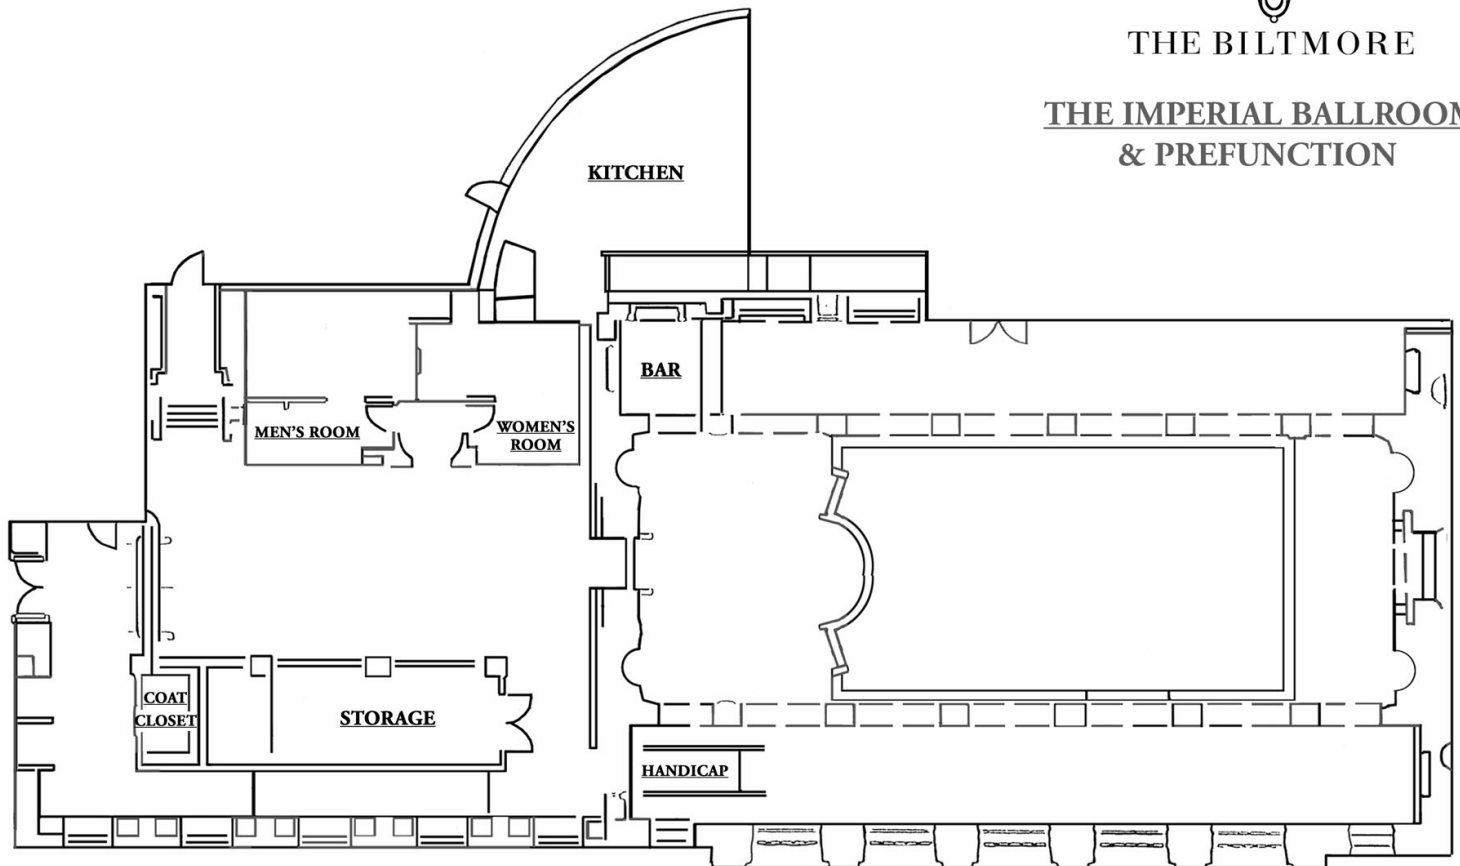 THE BILTMORE
THE IMPERIAL BALLROOM
& PREFUNCTION
KITCHEN
BAR
MEN'S ROOM
WOMEN'S
ROOM
COAT
CLOSET
STORAGE
HANDICAP